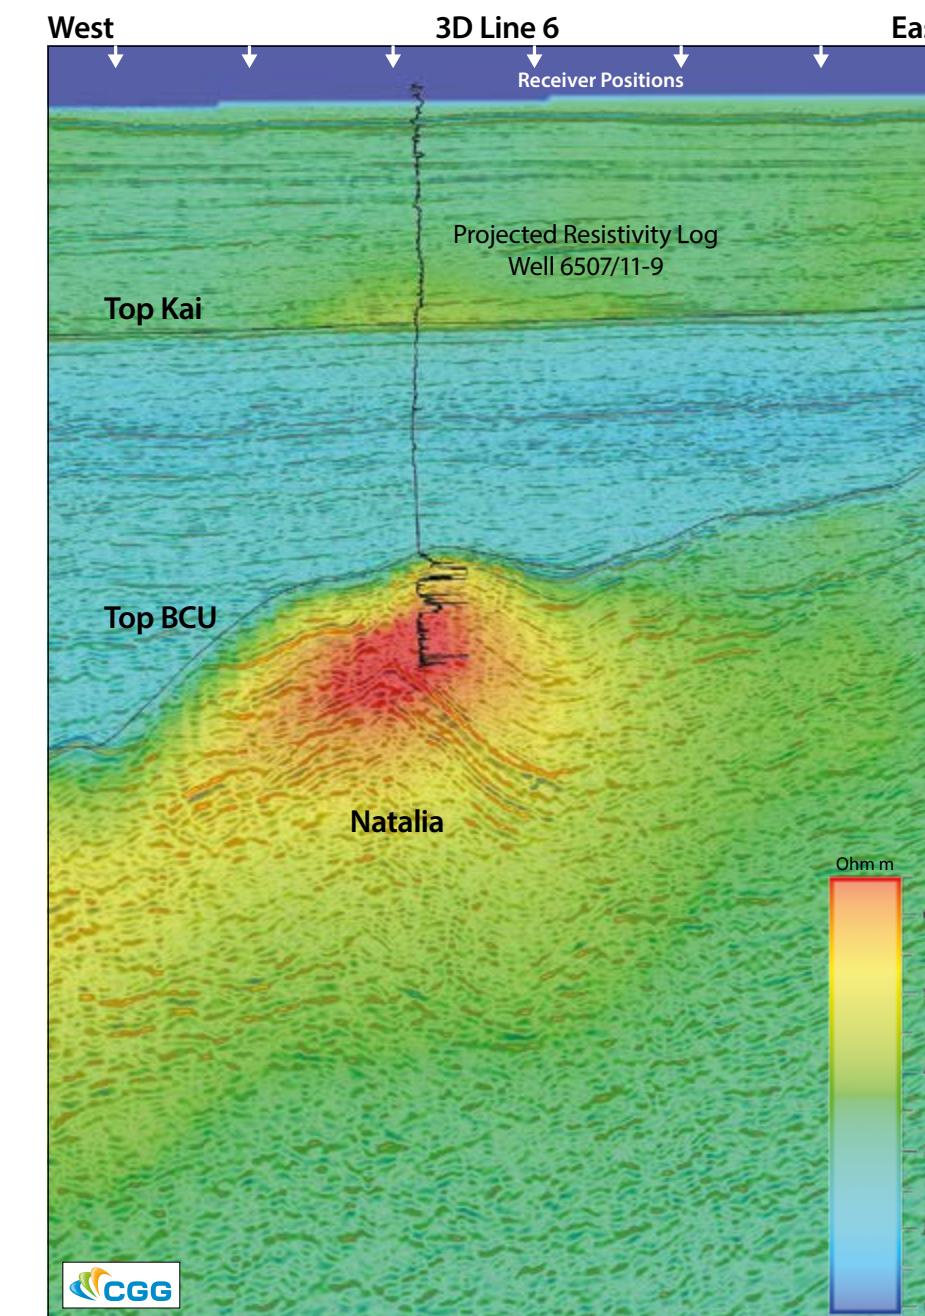 West 3D Line 6 Eas
Receiver Positions
Projected Resistivity Log
Well 6507/11-9
Top Kai
Top BCU
Natalia
Ohm m
CGG